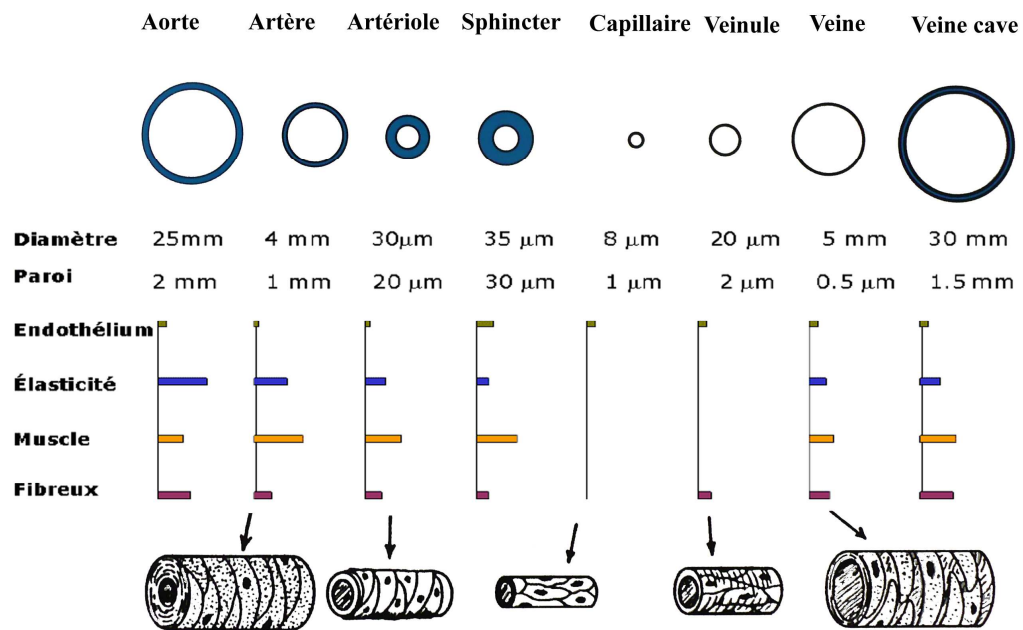 Aorte Artère Artériole Sphincter Capillaire Veinule Veine Veine cave
Diamètre 25mm 4 mm 30µm 35 µm 8 µm 20 µm 5 mm 30 mm
Paroi 2 mm 1 mm 20 µm 30 µm 1 µm 2 µm 0.5 µm 1.5 mm
Endothélium
Élasticité
Muscle
Fibreux